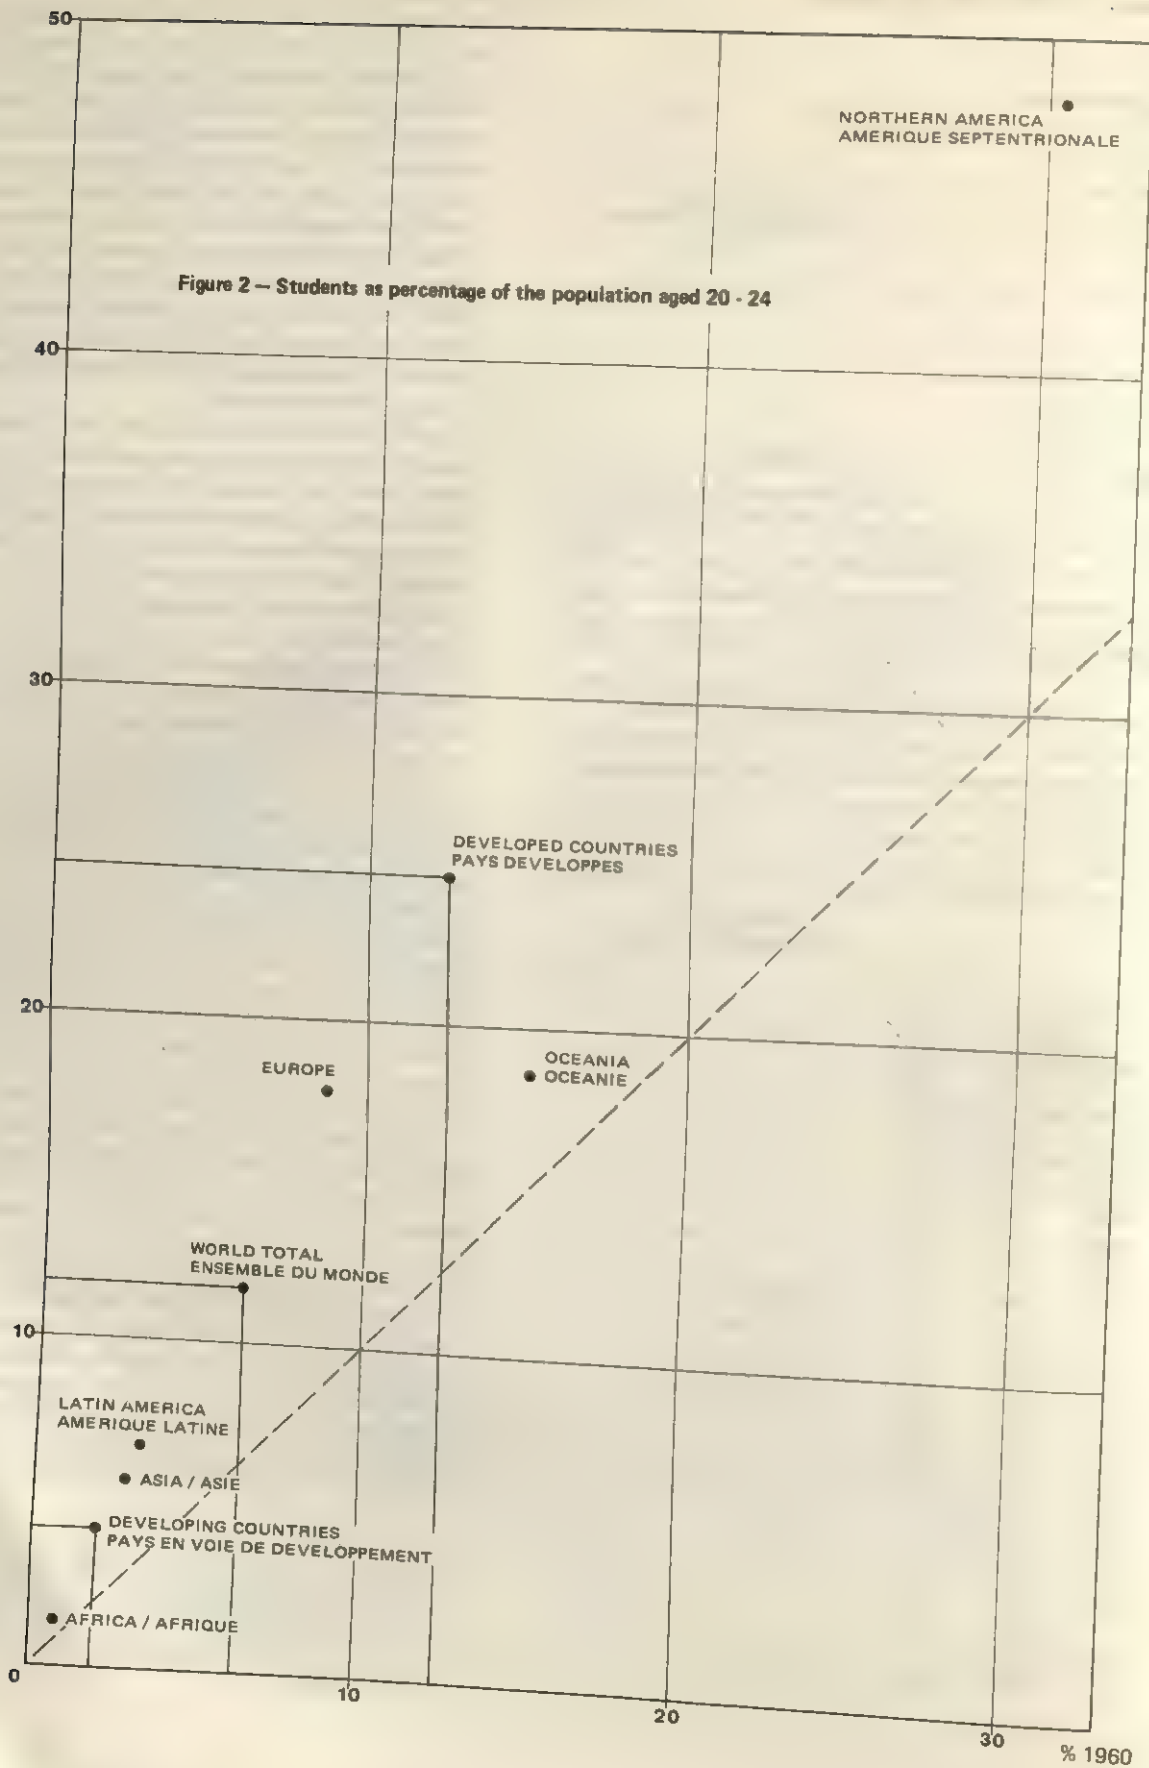 50
NORTHERN AMERICA
AMERIQUE SEPTENTRIONALE
Figure 2 — Students as percentage of the population aged 20 - 24
40
30
DEVELOPED COUNTRIES
PAYS DEVELOPPES
20
EUROPE
OCEANIA
OCEANIE
WORLD TOTAL
ENSEMBLE DU MONDE
10
LATIN AMERICA
AMERIQUE LATINE
ASIA / ASIE
DEVELOPING COUNTRIES
PAYS EN VOIE DE DEVELOPPEMENT
AFRICA / AFRIQUE
0
10
20
30
% 1960